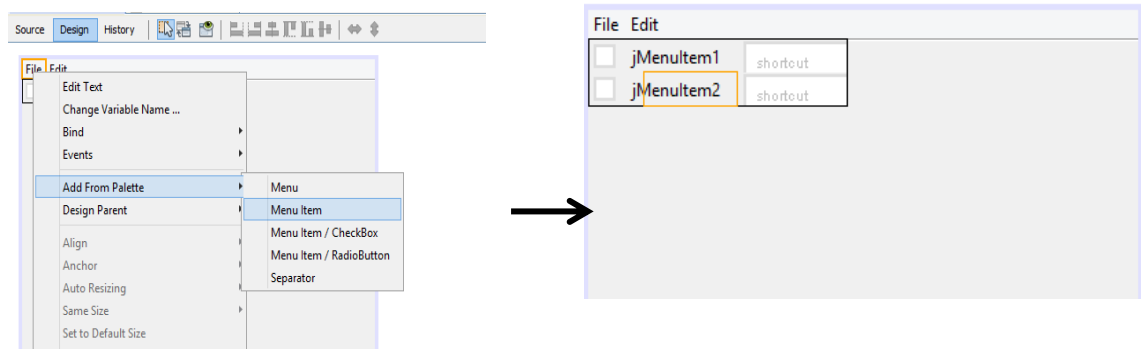 Source Design History
File Edit
Edit Text
Change Variable Name ...
Bind
Events
Add From Palette
Design Parent
Align
Anchor
Auto Resizing
Same Size
Set to Default Size
Menu
Menu Item
Menu Item / CheckBox
Menu Item / RadioButton
Separator
File Edit
jMenuItem1 shortcut
jMenuItem2 shortcut